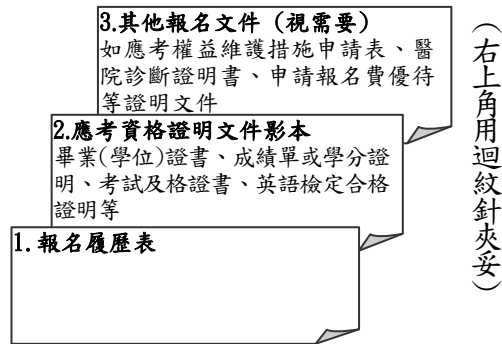 3.其他報名文件（視需要）
如應考權益維護措施申請表、醫
院診斷證明書、申請報名費優待
等證明文件
2.應考資格證明文件影本
畢業(學位)證書、成績單或學分證
明、考試及格證書、英語檢定合格
證明等
1.報名履歷表
（右上角用迴紋針夾妥）